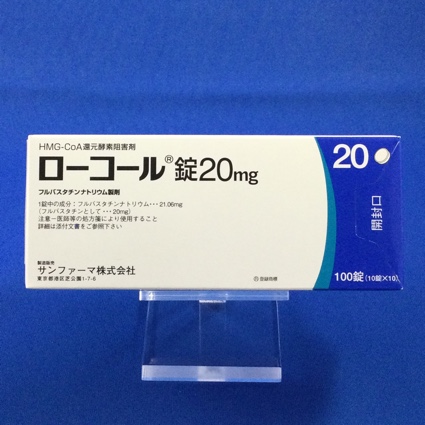 HMG-CoA還元酵素阻害剤
ローコール®錠20mg
フルバスタチンナトリウム製剤
1錠中の成分：フルバスタチンナトリウム･･･21.06mg
（フルバスタチンとして･･･20mg）
注意－医師等の処方箋により使用すること
詳細は添付文書をご参照下さい
製造販売
サンファーマ株式会社
東京都港区芝公園1-7-6
®登録商標
20
開封口
100錠（10錠×10）